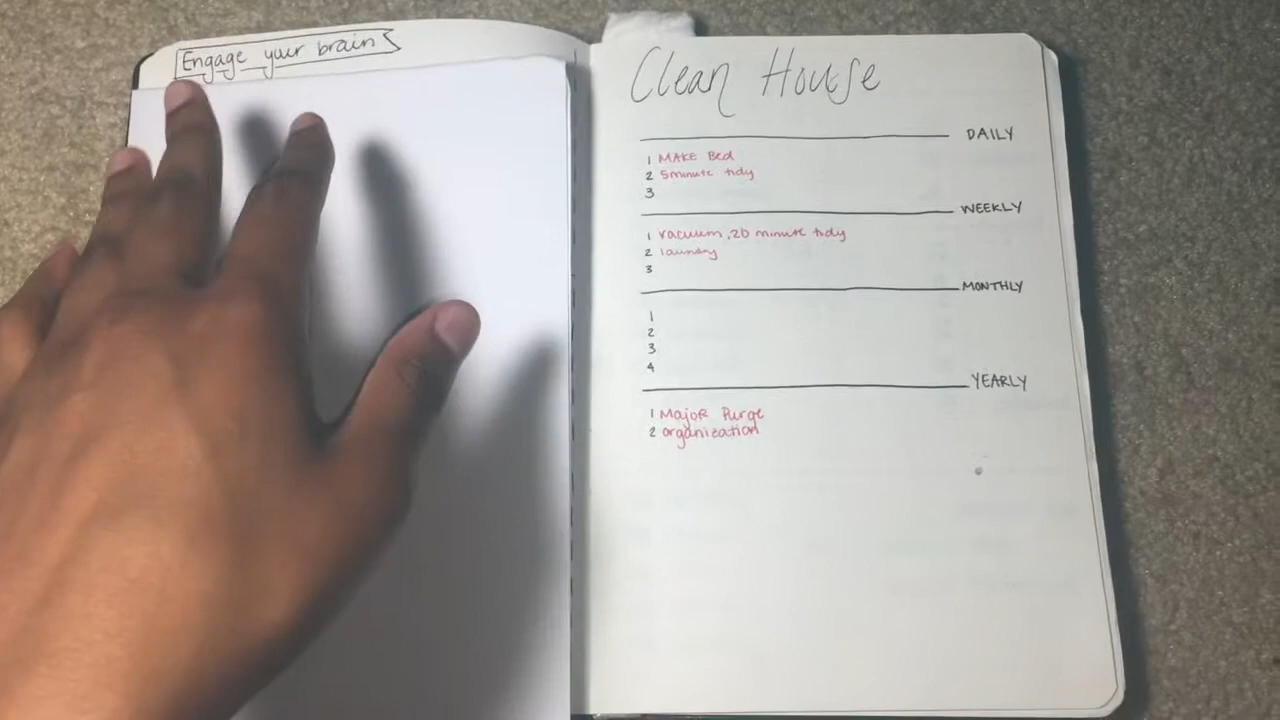 Engage your brain
Clean House
DAILY
1 MAKE Bed
2 5minute tidy
3
WEEKLY
1 vacuum, 20 minute tidy
2 laundry
3
MONTHLY
1
2
3
4
YEARLY
1 Major Purge
2 organization